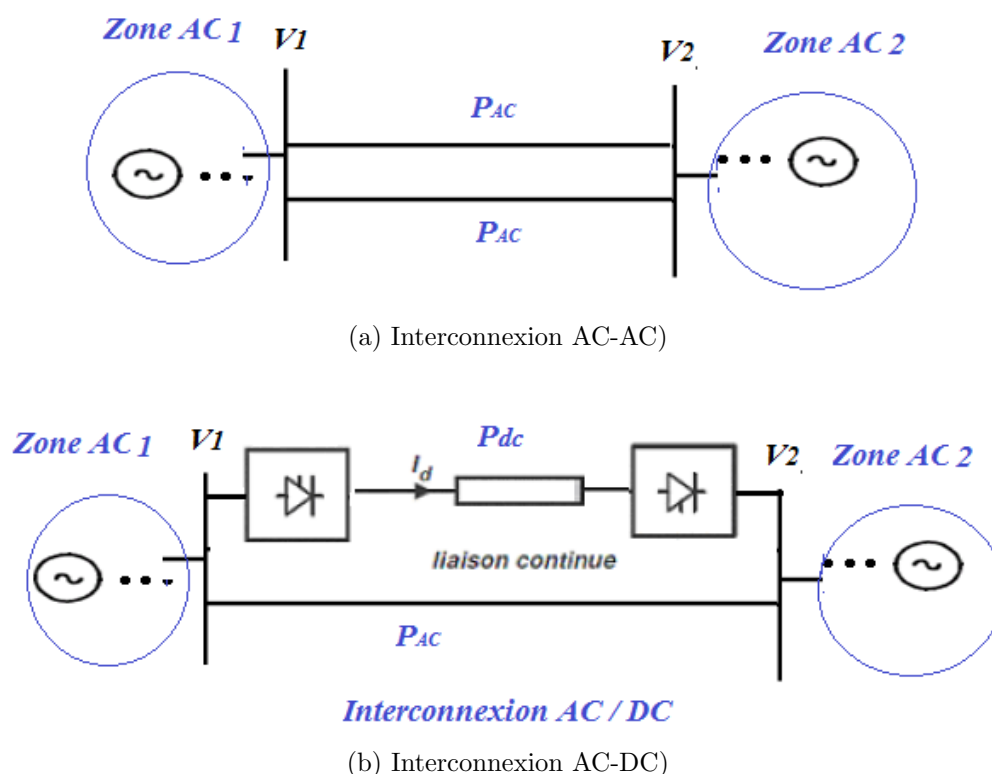 Zone AC 1
V1
V2
Zone AC 2
PAC
PAC
(a) Interconnexion AC-AC)
Zone AC 1
V1
Pdc
V2
Zone AC 2
Id
liaison continue
PAC
Interconnexion AC / DC
(b) Interconnexion AC-DC)